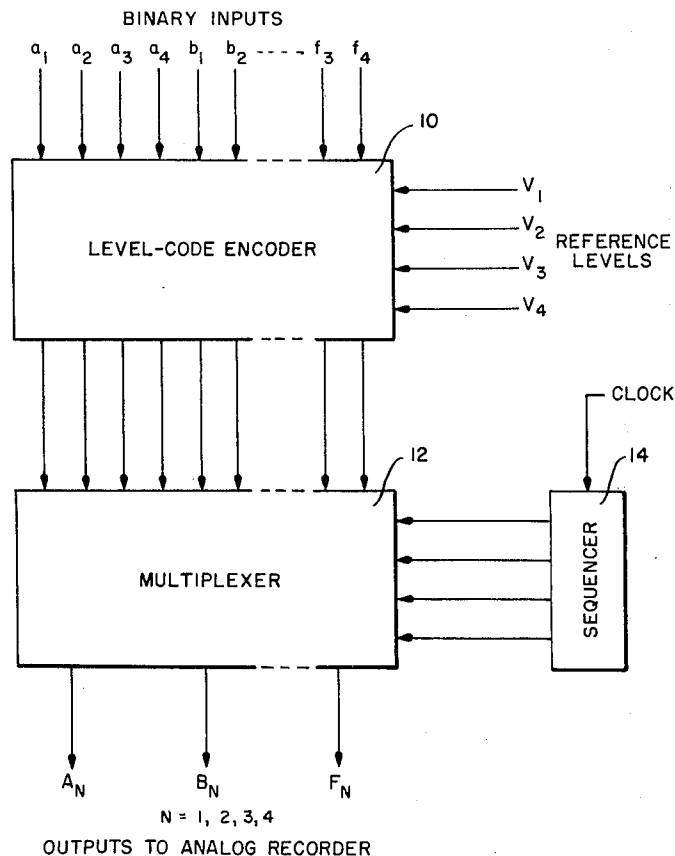 BINARY INPUTS
a1 a2 a3 a4 b1 b2 ----- f3 f4
10
V1
V2
REFERENCE LEVELS
V3
V4
LEVEL-CODE ENCODER
CLOCK
12
14
MULTIPLEXER
SEQUENCER
AN BN FN
N = 1, 2, 3, 4
OUTPUTS TO ANALOG RECORDER